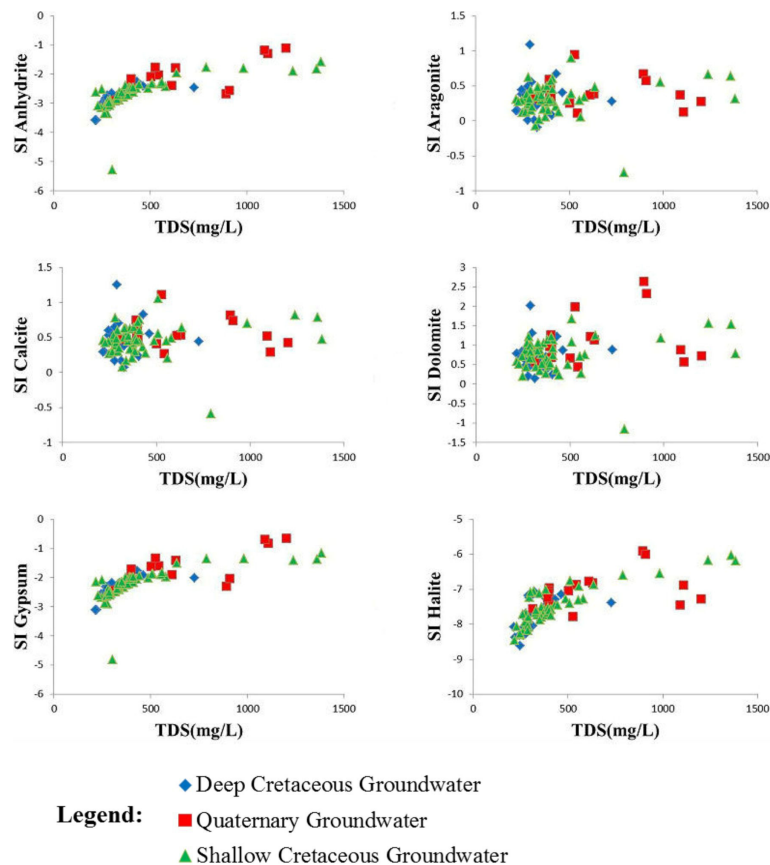 0
-1
-2
-3
-4
-5
-6
SI Anhydrite
0 500 1000 1500
TDS(mg/L)
1.5
1
0.5
0
0.5
1
SI Aragonite
0 500 1000 1500
TDS(mg/L)
1.5
1
0.5
0
-0.5
-1
SI Calcite
0 500 1000 1500
TDS(mg/L)
3
2.5
2
1.5
1
0.5
0
-0.5
-1
-1.5
SI Dolomite
0 500 1000 1500
TDS(mg/L)
0
-1
-2
-3
-4
-5
-6
SI Gypsum
0 500 1000 1500
TDS(mg/L)
-5
-6
-7
-8
-9
-10
SI Halite
0 500 1000 1500
TDS(mg/L)
Legend:
Deep Cretaceous Groundwater
Quaternary Groundwater
Shallow Cretaceous Groundwater